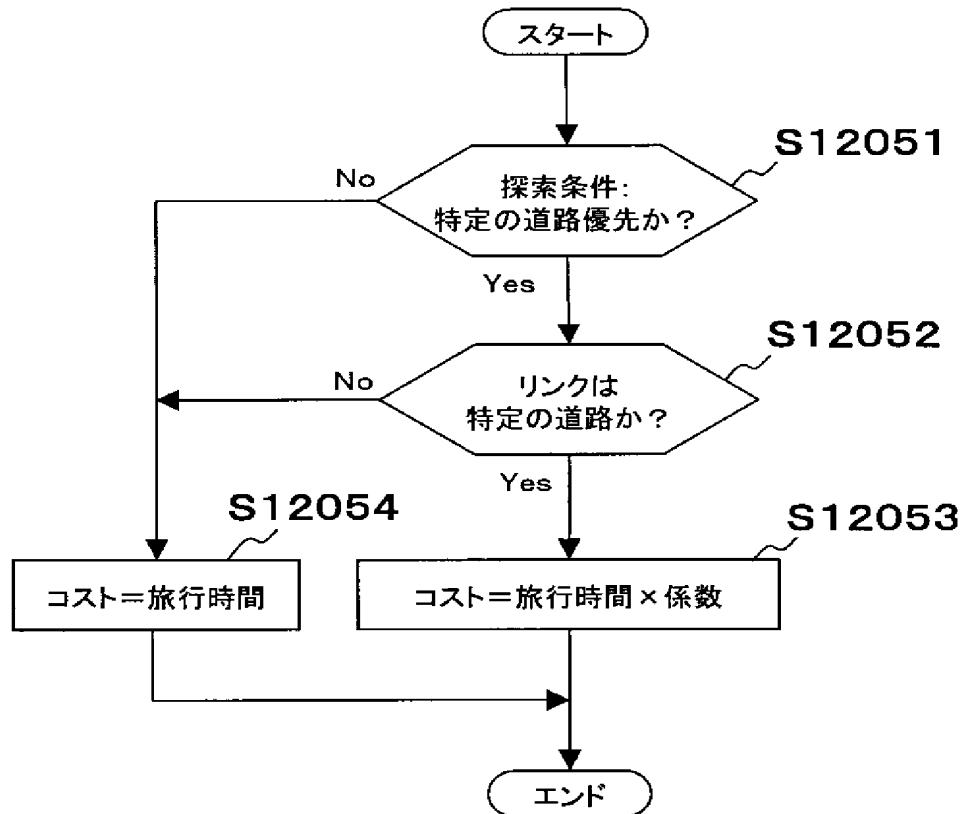 スタート
S12051
No
探索条件:
特定の道路優先か？
Yes
S12052
No
リンクは
特定の道路か？
Yes
S12054
S12053
コスト＝旅行時間
コスト＝旅行時間×係数
エンド